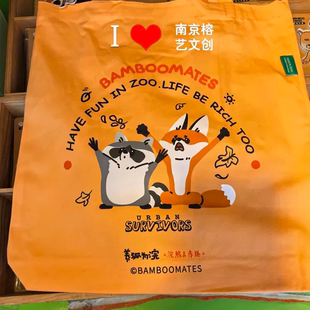 I ❤ 南京榕
艺文创
BAMBOOMATES
HAVE FUN IN ZOO. LIFE BE RICH TOO
URBAN
SURVIVORS
©BAMBOOMATES